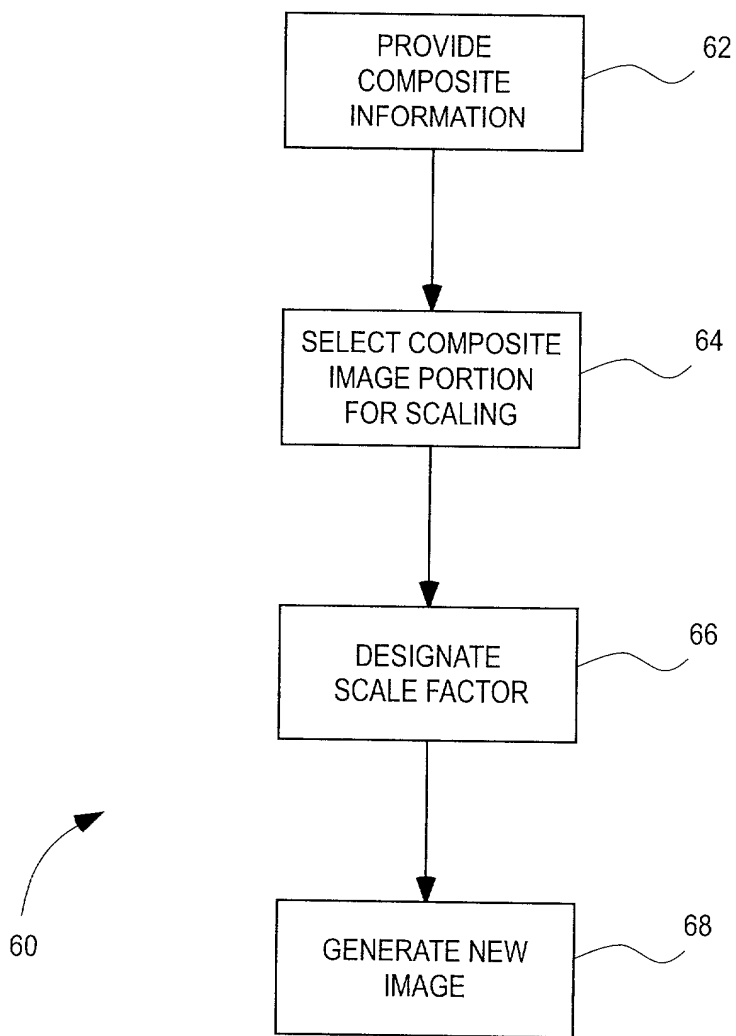 PROVIDE
COMPOSITE
INFORMATION
62
SELECT COMPOSITE
IMAGE PORTION
FOR SCALING
64
DESIGNATE
SCALE FACTOR
66
60
GENERATE NEW
IMAGE
68